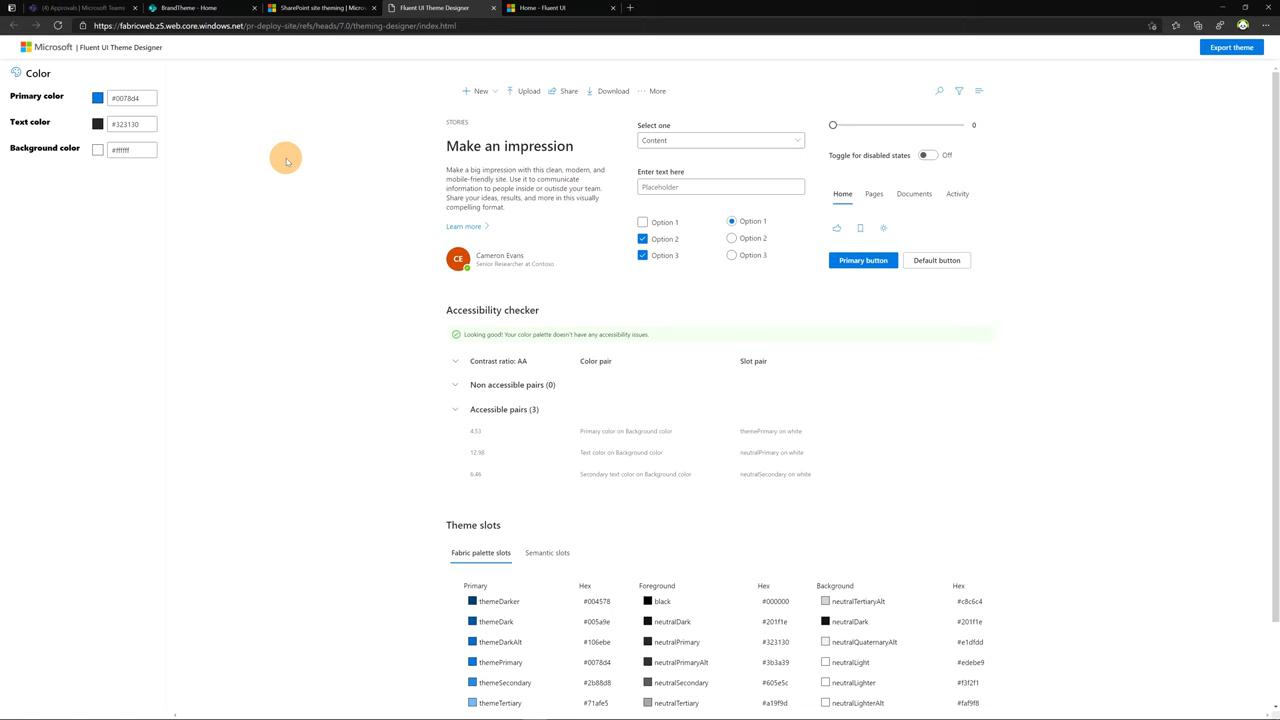 (4) Approvals | Microsoft Teams
BrandTheme - Home
SharePoint site theming | Micros
Fluent UI Theme Designer
Home - Fluent UI
https://fabricweb.z5.web.core.windows.net/pr-deploy-site/refs/heads/7.0/theming-designer/index.html
Microsoft | Fluent UI Theme Designer
Export theme
Color
Primary color
#0078d4
Text color
#323130
Background color
#ffffff
New
Upload
Share
Download
More
STORIES
Make an impression
Make a big impression with this clean, modern, and
mobile-friendly site. Use it to communicate
information to people inside or outisde your team.
Share your ideas, results, and more in this visually
compelling format.
Learn more
CE
Cameron Evans
Senior Researcher at Contoso
Select one
Content
Enter text here
Placeholder
Option 1
Option 2
Option 3
Option 1
Option 2
Option 3
0
Toggle for disabled states
Off
Home
Pages
Documents
Activity
Primary button
Default button
Accessibility checker
Looking good! Your color palette doesn't have any accessibility issues.
Contrast ratio: AA
Color pair
Slot pair
Non accessible pairs (0)
Accessible pairs (3)
4.53
Primary color on Background color
themePrimary on white
12.98
Text color on Background color
neutralPrimary on white
6.46
Secondary text color on Background color
neutralSecondary on white
Theme slots
Fabric palette slots
Semantic slots
Primary
Hex
Foreground
Hex
Background
Hex
themeDarker
#004578
black
#000000
neutralTertiaryAlt
#c8c6c4
themeDark
#005a9e
neutralDark
#201f1e
neutralDark
#201f1e
themeDarkAlt
#106ebe
neutralPrimary
#323130
neutralQuaternaryAlt
#e1dfdd
themePrimary
#0078d4
neutralPrimaryAlt
#3b3a39
neutralLight
#edebe9
themeSecondary
#2b88d8
neutralSecondary
#605e5c
neutralLighter
#f3f2f1
themeTertiary
#71afe5
neutralTertiary
#a19f9d
neutralLighterAlt
#faf9f8